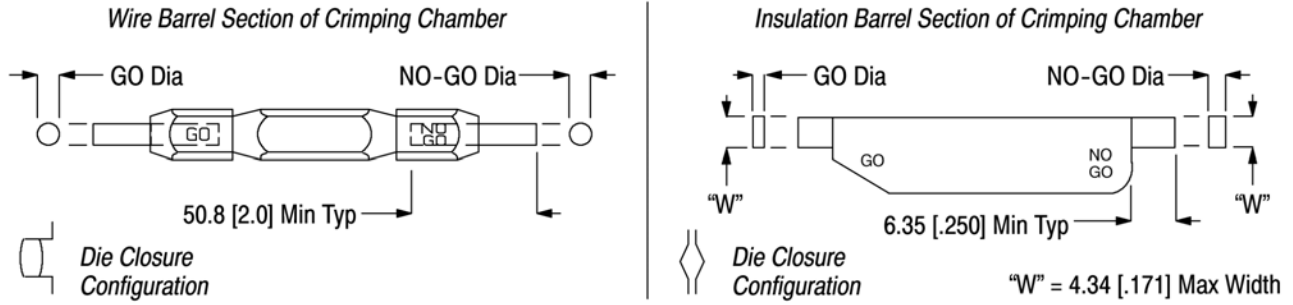 Wire Barrel Section of Crimping Chamber
GO Dia
NO-GO Dia
GO
NO
GO
50.8 [2.0] Min Typ
Die Closure
Configuration
Insulation Barrel Section of Crimping Chamber
GO Dia
NO-GO Dia
GO
NO
GO
"W"
"W"
6.35 [.250] Min Typ
Die Closure
Configuration
"W" = 4.34 [.171] Max Width